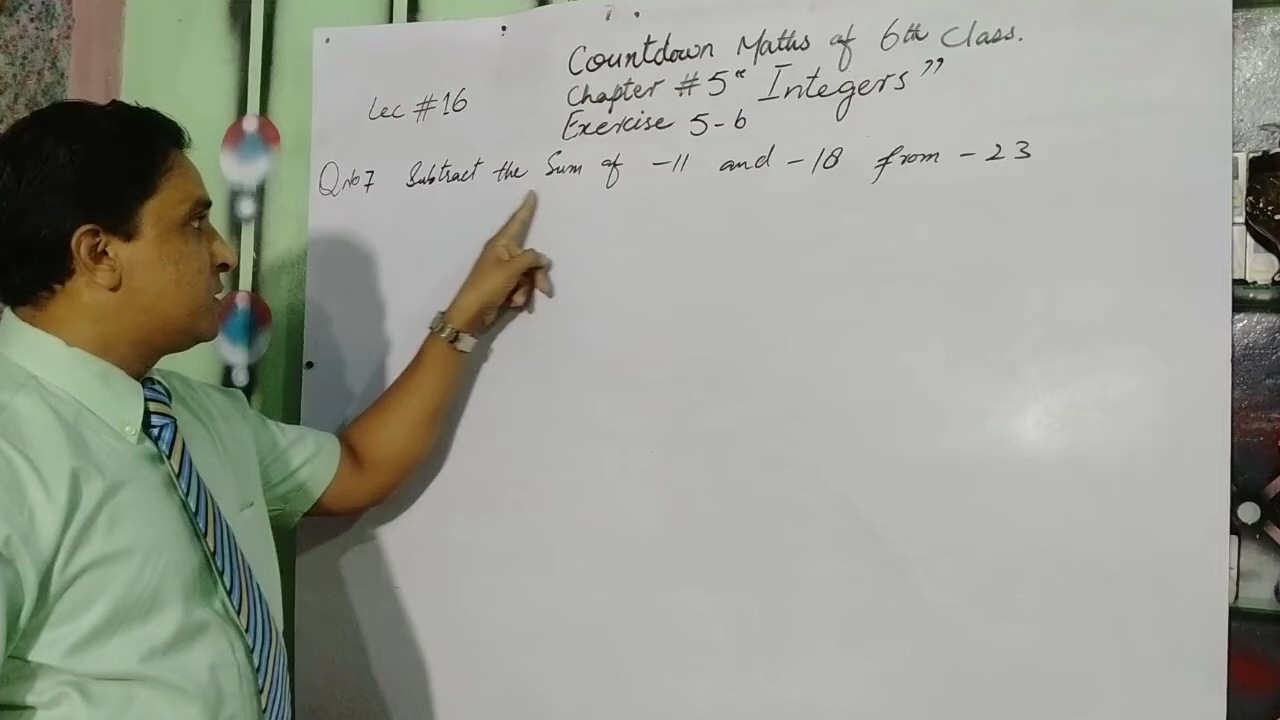 Countdown Maths of 6th Class.
Lec #16
Chapter #5 “Integers”
Exercise 5-6
Q No 7 Subtract the Sum of -11 and -18 from -23